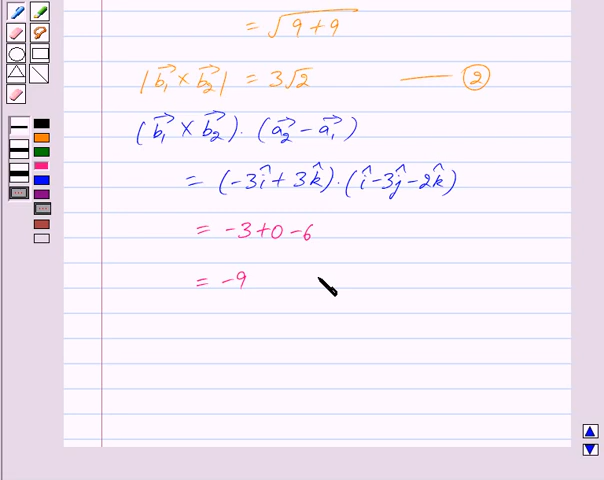 = √(9+9)
|b₁⃗ × b₂⃗| = 3√2 —— ②
(b₁⃗ × b₂⃗) . (a₂⃗ − a₁⃗)
= (−3î + 3k̂) . (î − 3ĵ − 2k̂)
= −3 + 0 − 6
= −9